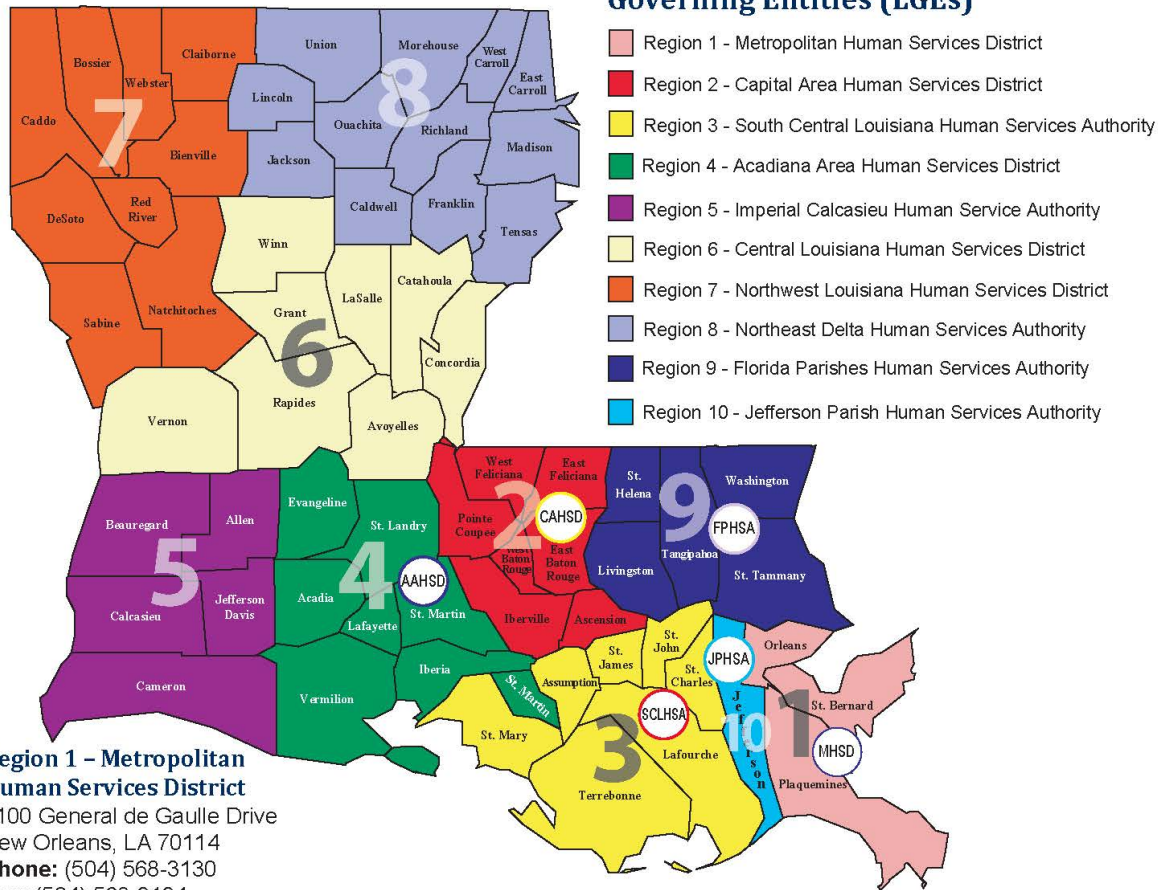 Governing Entities (LGEs)
Region 1 - Metropolitan Human Services District
Region 2 - Capital Area Human Services District
Region 3 - South Central Louisiana Human Services Authority
Region 4 - Acadiana Area Human Services District
Region 5 - Imperial Calcasieu Human Service Authority
Region 6 - Central Louisiana Human Services District
Region 7 - Northwest Louisiana Human Services District
Region 8 - Northeast Delta Human Services Authority
Region 9 - Florida Parishes Human Services Authority
Region 10 - Jefferson Parish Human Services Authority
7
Caddo
Bossier
Webster
Claiborne
Bienville
DeSoto
Red
River
Sabine
Natchitoches
8
Union
Morehouse
West
Carroll
East
Carroll
Lincoln
Ouachita
Richland
Madison
Jackson
Caldwell
Franklin
Tensas
6
Winn
Grant
LaSalle
Catahoula
Concordia
Rapides
Vernon
Avoyelles
5
Beauregard
Allen
Calcasieu
Jefferson
Davis
Cameron
4
Evangeline
St. Landry
AAHSD
Acadia
Lafayette
St. Martin
Iberia
Vermilion
St. Martin
2
West
Feliciana
East
Feliciana
CAHSD
Pointe
Coupee
West
Baton
Rouge
East
Baton
Rouge
Iberville
Ascension
9
St.
Helena
Washington
FPHSA
Livingston
Tangipahoa
St. Tammany
3
St.
James
St.
John
St.
Charles
Assumption
SCLHSA
St. Mary
Lafourche
Terrebonne
10
JPHSA
Jefferson
1
Orleans
St. Bernard
MHSD
Plaquemines
egion 1 – Metropolitan
uman Services District
100 General de Gaulle Drive
ew Orleans, LA 70114
hone: (504) 568-3130